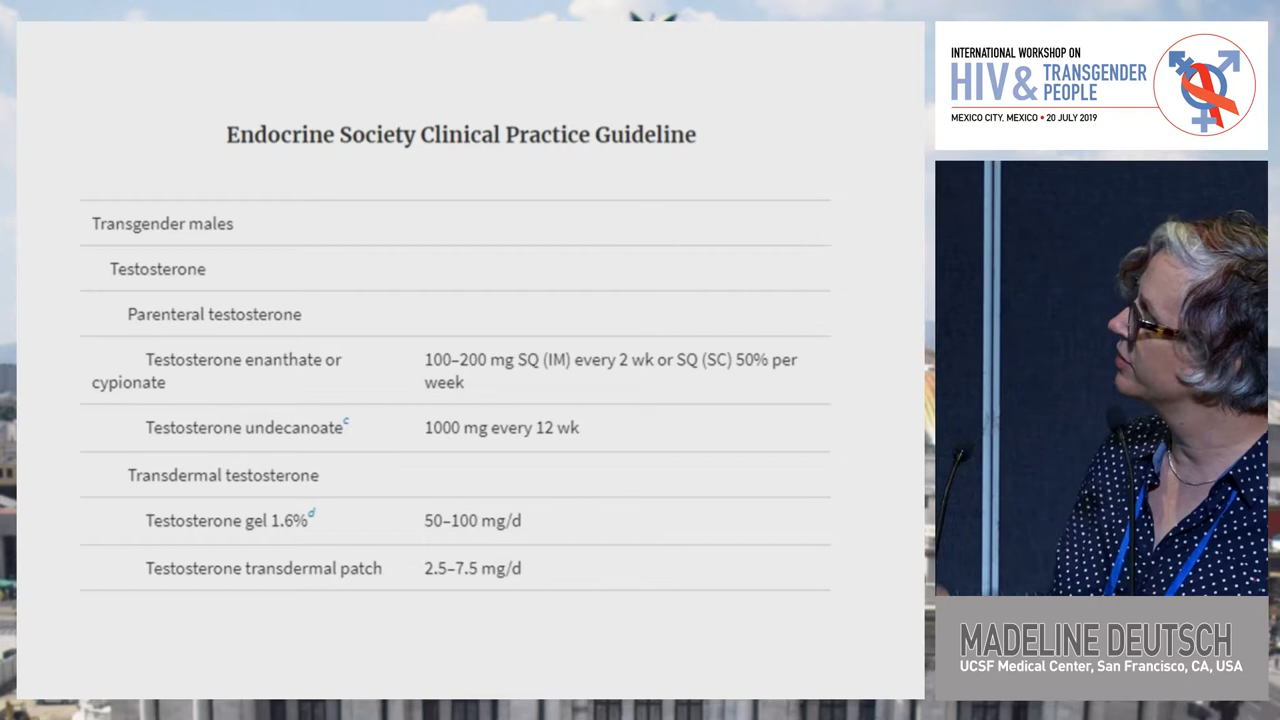 Endocrine Society Clinical Practice Guideline
Transgender males
Testosterone
Parenteral testosterone
Testosterone enanthate or
cypionate
100–200 mg SQ (IM) every 2 wk or SQ (SC) 50% per
week
Testosterone undecanoate c
1000 mg every 12 wk
Transdermal testosterone
Testosterone gel 1.6% d
50–100 mg/d
Testosterone transdermal patch
2.5–7.5 mg/d
INTERNATIONAL WORKSHOP ON
HIV & TRANSGENDER
PEOPLE
MEXICO CITY, MEXICO • 20 JULY 2019
MADELINE DEUTSCH
UCSF Medical Center, San Francisco, CA, USA